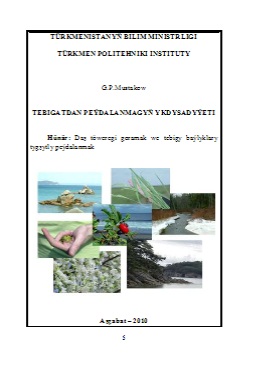 TÜRKMENISTANYŇ BILIM MINISTRLIGI
TÜRKMEN POLITEHNIKI INSTITUTY
G.P.Mustakow
TEBIGATDAN PEÝDALANMAGYŇ YKDYSADYÝETI
Hünär: Daş töweregi goramak we tebigy baýlyklary
rygsytly peýdalanmak
Aşgabat – 2010
5